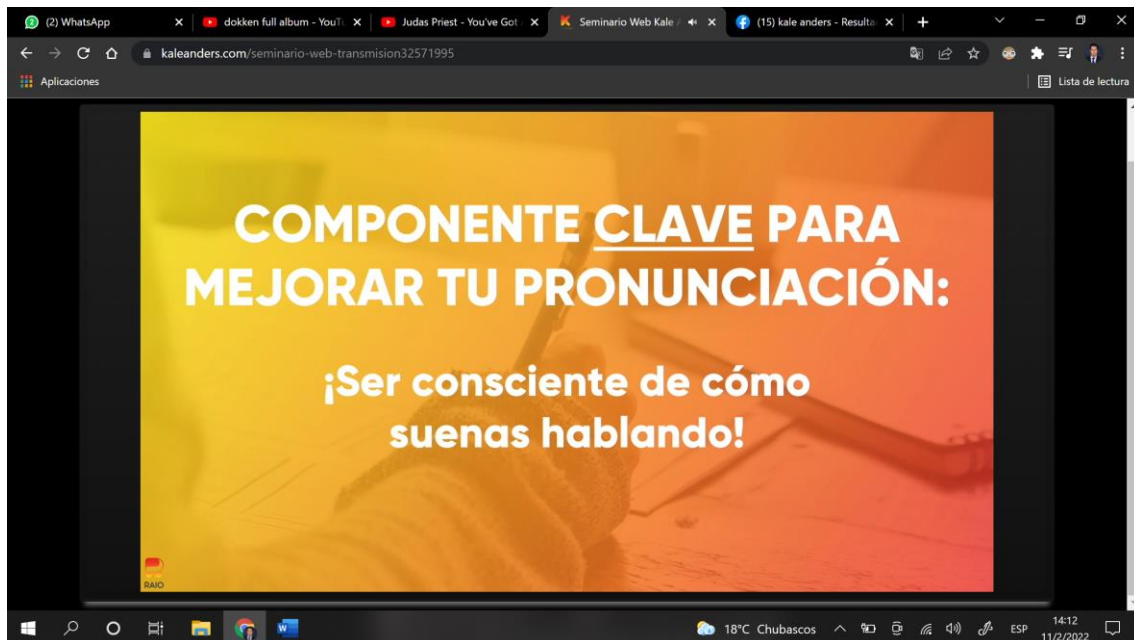 (2) WhatsApp
dokken full album - YouT
Judas Priest - You've Got
Seminario Web Kale
(15) kale anders - Resulta
kaleanders.com/seminario-web-transmision32571995
Aplicaciones
Lista de lectura
COMPONENTE CLAVE PARA
MEJORAR TU PRONUNCIACIÓN:
¡Ser consciente de cómo
suenas hablando!
RAIO
18°C Chubascos
ESP
14:12
11/2/2022